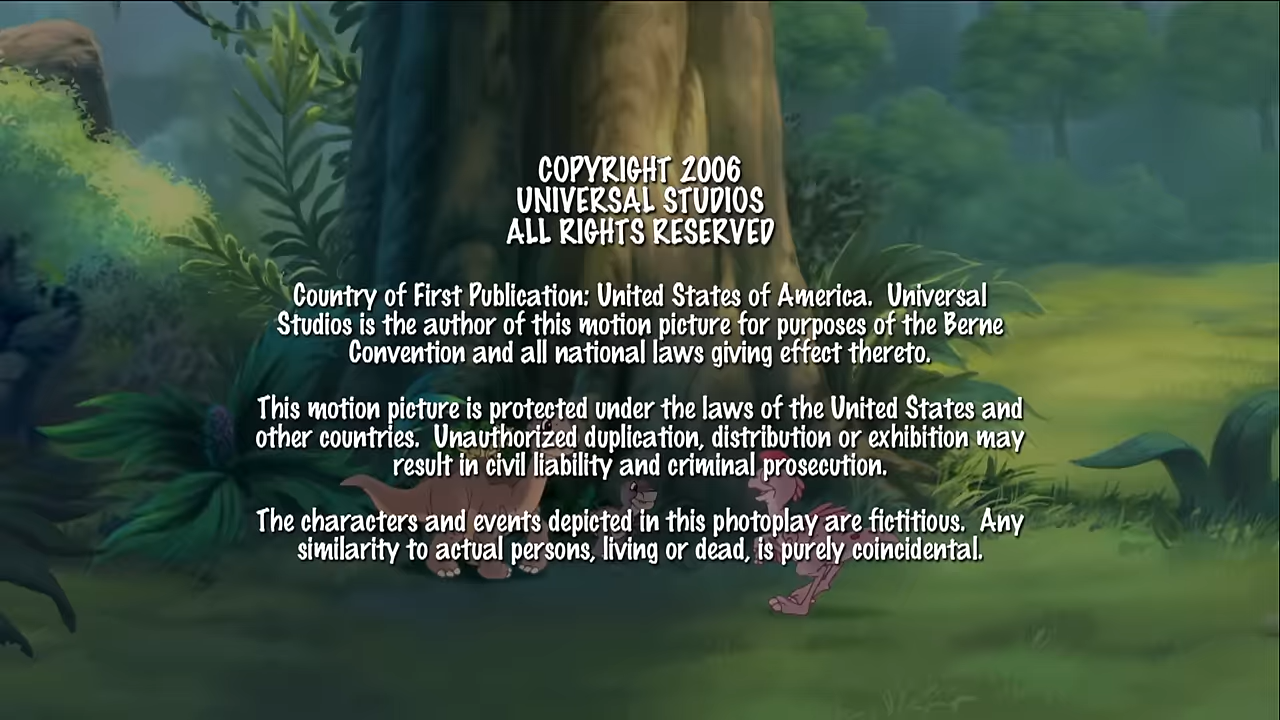 COPYRIGHT 2006
UNIVERSAL STUDIOS
ALL RIGHTS RESERVED
Country of First Publication: United States of America.  Universal
Studios is the author of this motion picture for purposes of the Berne
Convention and all national laws giving effect thereto.
This motion picture is protected under the laws of the United States and
other countries.  Unauthorized duplication, distribution or exhibition may
result in civil liability and criminal prosecution.
The characters and events depicted in this photoplay are fictitious.  Any
similarity to actual persons, living or dead, is purely coincidental.